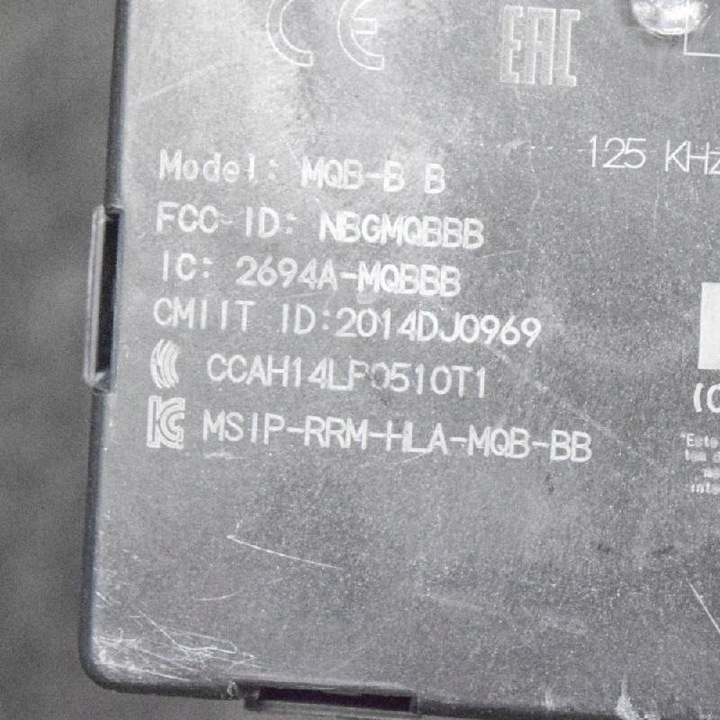 CE EAC
125 KHz
Model: MQB-B B
FCC-ID: NBGMQBBB
IC: 2694A-MQBBB
CMIIT ID:2014DJ0969
CCAH14LP0510T1
MSIP-RRM-HLA-MQB-BB
"Este